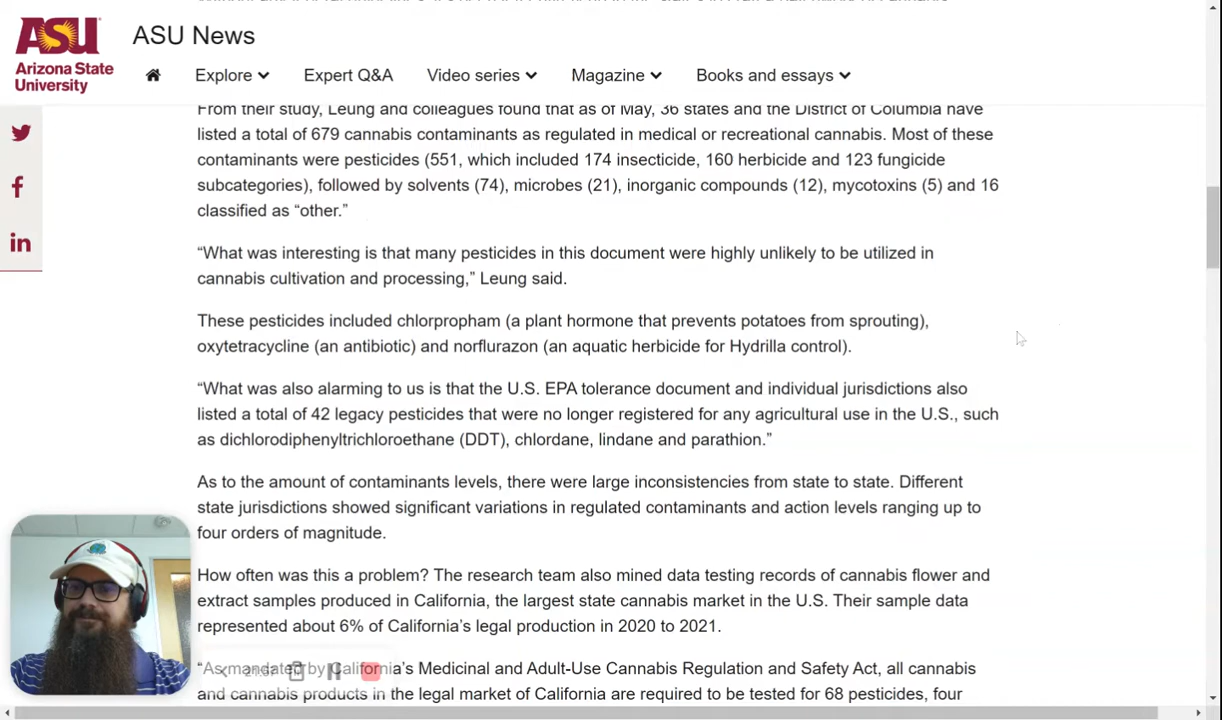 ASU
Arizona State
University
ASU News
Explore
Expert Q&A
Video series
Magazine
Books and essays
From their study, Leung and colleagues found that as of May, 36 states and the District of Columbia have
listed a total of 679 cannabis contaminants as regulated in medical or recreational cannabis. Most of these
contaminants were pesticides (551, which included 174 insecticide, 160 herbicide and 123 fungicide
subcategories), followed by solvents (74), microbes (21), inorganic compounds (12), mycotoxins (5) and 16
classified as “other.”
“What was interesting is that many pesticides in this document were highly unlikely to be utilized in
cannabis cultivation and processing,” Leung said.
These pesticides included chlorpropham (a plant hormone that prevents potatoes from sprouting),
oxytetracycline (an antibiotic) and norflurazon (an aquatic herbicide for Hydrilla control).
“What was also alarming to us is that the U.S. EPA tolerance document and individual jurisdictions also
listed a total of 42 legacy pesticides that were no longer registered for any agricultural use in the U.S., such
as dichlorodiphenyltrichloroethane (DDT), chlordane, lindane and parathion.”
As to the amount of contaminants levels, there were large inconsistencies from state to state. Different
state jurisdictions showed significant variations in regulated contaminants and action levels ranging up to
four orders of magnitude.
How often was this a problem? The research team also mined data testing records of cannabis flower and
extract samples produced in California, the largest state cannabis market in the U.S. Their sample data
represented about 6% of California’s legal production in 2020 to 2021.
“As mandated by California’s Medicinal and Adult-Use Cannabis Regulation and Safety Act, all cannabis
and cannabis products in the legal market of California are required to be tested for 68 pesticides, four